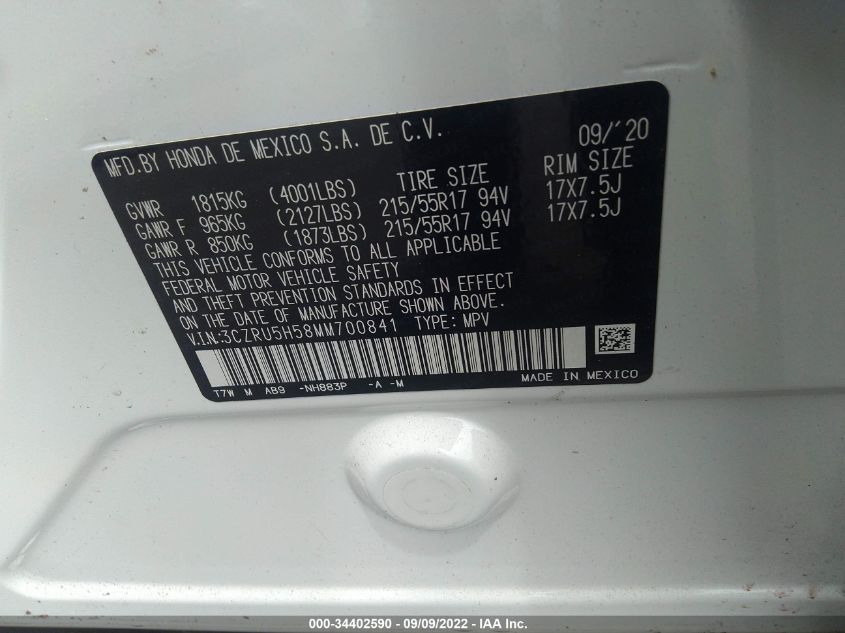 MFD.BY HONDA DE MEXICO S.A. DE C.V. 09/'20
TIRE SIZE RIM SIZE
GVWR 1815KG (4001LBS)
GAWR F 965KG (2127LBS) 215/55R17 94V 17X7.5J
GAWR R 850KG (1873LBS) 215/55R17 94V 17X7.5J
THIS VEHICLE CONFORMS TO ALL APPLICABLE
FEDERAL MOTOR VEHICLE SAFETY
AND THEFT PREVENTION STANDARDS IN EFFECT
ON THE DATE OF MANUFACTURE SHOWN ABOVE.
V.I.N.:3CZRU5H58MM700841 TYPE: MPV
T7W M AB9 -NH883P -A -M MADE IN MEXICO
000-34402590 - 09/09/2022 - IAA Inc.